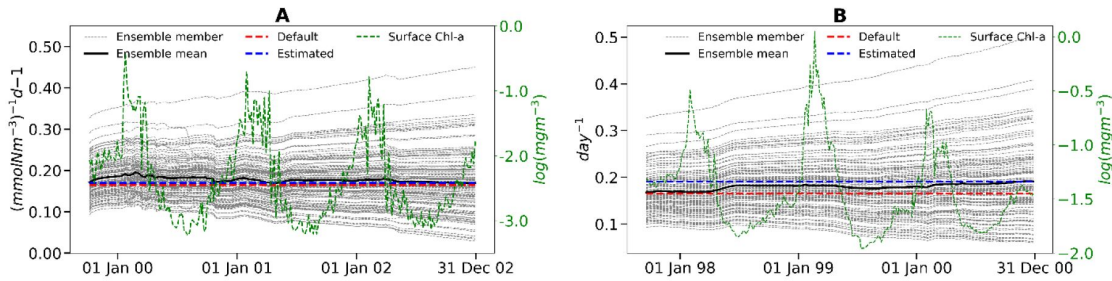 A
B
Ensemble member
Default
Surface Chl-a
Ensemble mean
Estimated
0.50
0.40
0.30
0.20
0.10
0.00
(mmolNm⁻³)⁻¹d−1
0.0
−1.0
−2.0
−3.0
log(mgm⁻³)
01 Jan 00
01 Jan 01
01 Jan 02
31 Dec 02
Ensemble member
Default
Surface Chl-a
Ensemble mean
Estimated
0.5
0.4
0.3
0.2
0.1
day⁻¹
0.0
−0.5
−1.0
−1.5
−2.0
log(mgm⁻³)
01 Jan 98
01 Jan 99
01 Jan 00
31 Dec 00